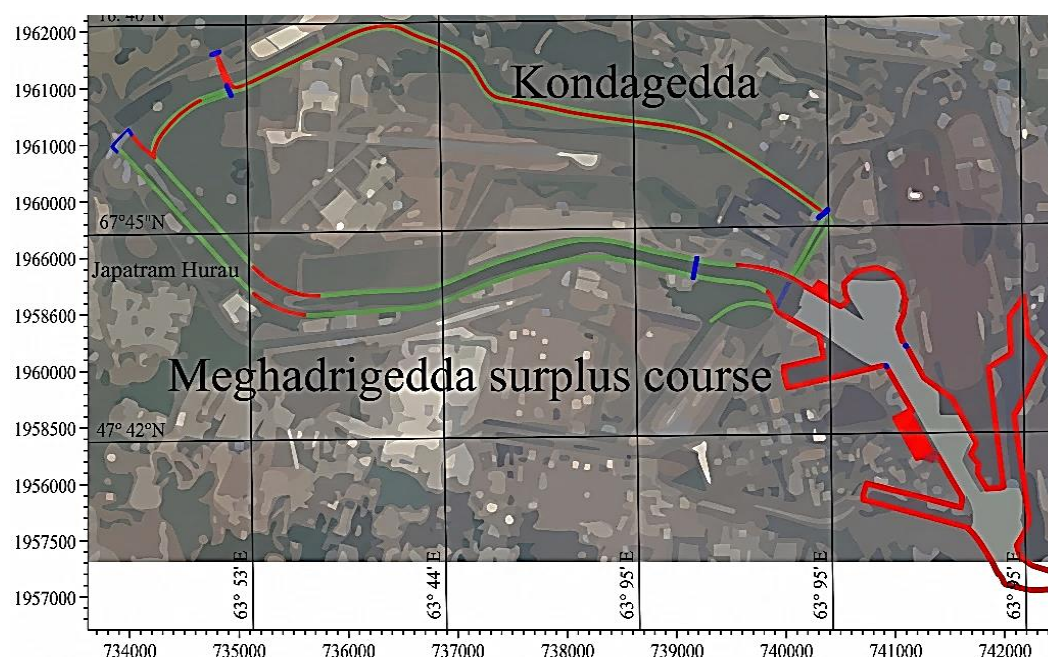 1962000
1961000
Kondagedda
1961000
1960000
67°45"N
1966000
Japatram Hurau
1958600
1960000
Meghadrigedda surplus course
1958500
47° 42°N
1956000
1957500
63° 53' E
63° 44' E
63° 95' E
63° 95' E
63° 95' E
1957000
734000 735000 736000 737000 738000 739000 740000 741000 742000